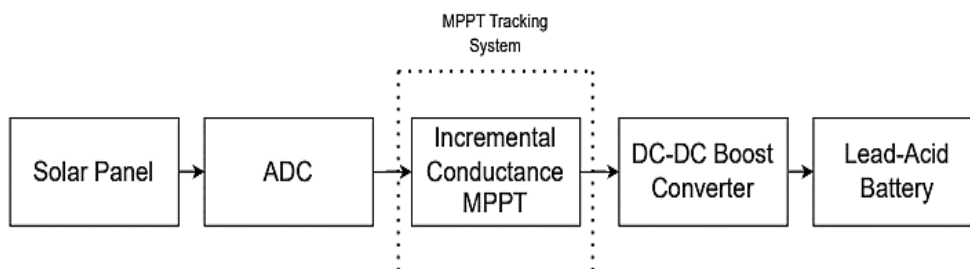 MPPT Tracking
System
Solar Panel
ADC
Incremental
Conductance
MPPT
DC-DC Boost
Converter
Lead-Acid
Battery